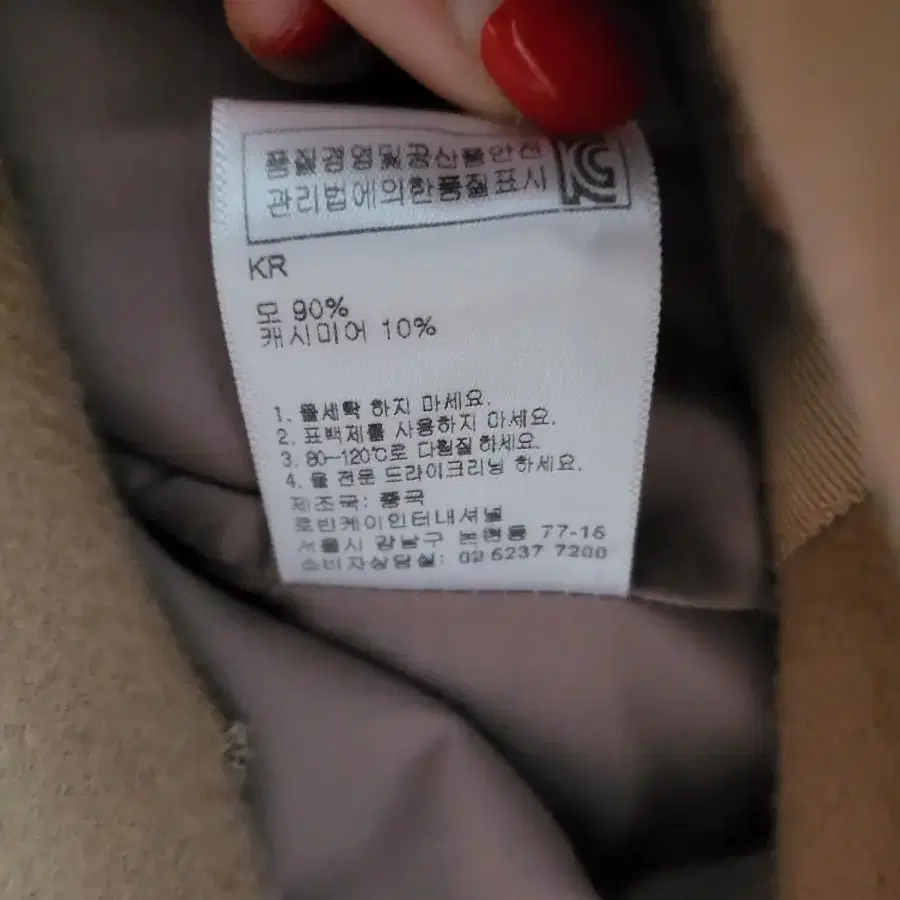 품질경영및공산품안전
관리법에의한품질표시
KR
모 90%
캐시미어 10%
1. 물세탁 하지 마세요.
2. 표백제를 사용하지 마세요.
3. 80-120℃로 다림질 하세요.
4. 울 전문 드라이크리닝 하세요.
제조국: 중국
로빈케이인터내셔널
서울시 강남구 논현동 77-15
소비자상담실: 02 6237 7200